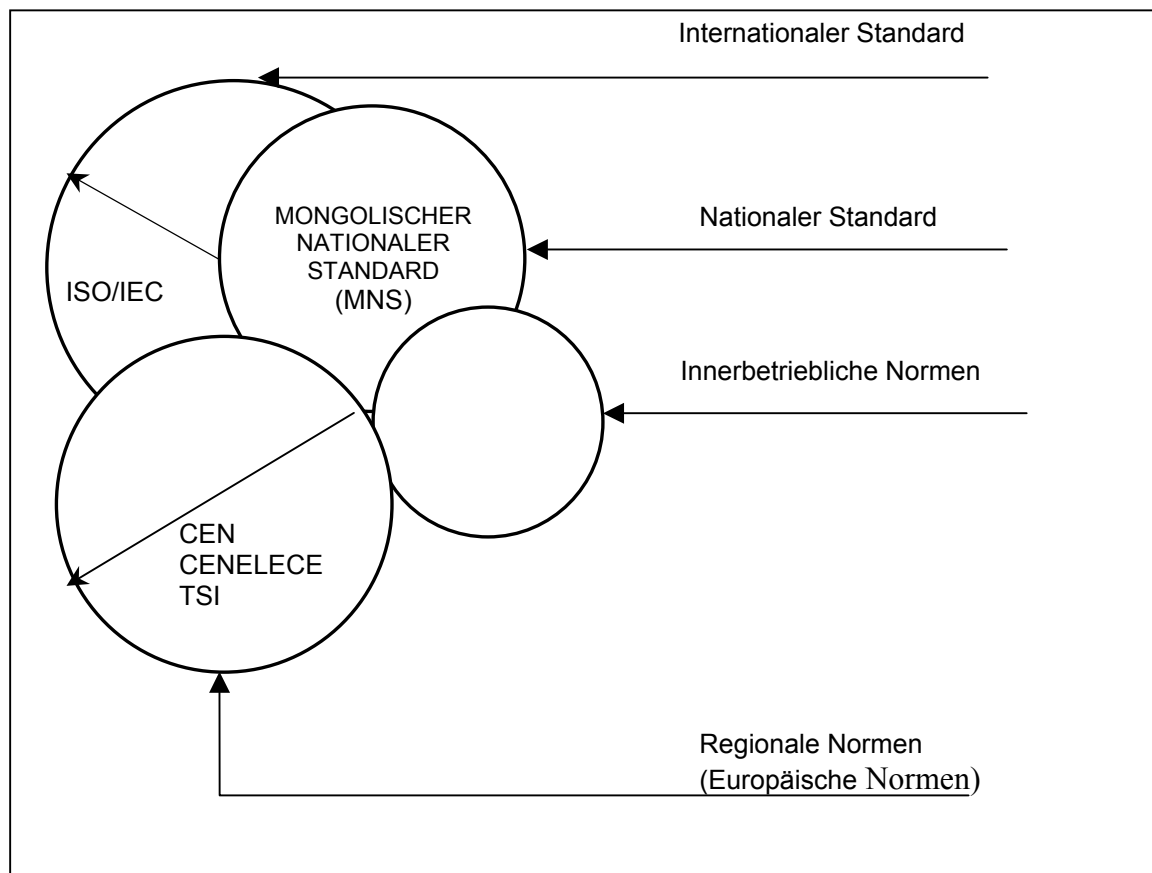 Internationaler Standard
MONGOLISCHER
NATIONALER
STANDARD
(MNS)
Nationaler Standard
ISO/IEC
Innerbetriebliche Normen
CEN
CENELECE
TSI
Regionale Normen
(Europäische Normen)